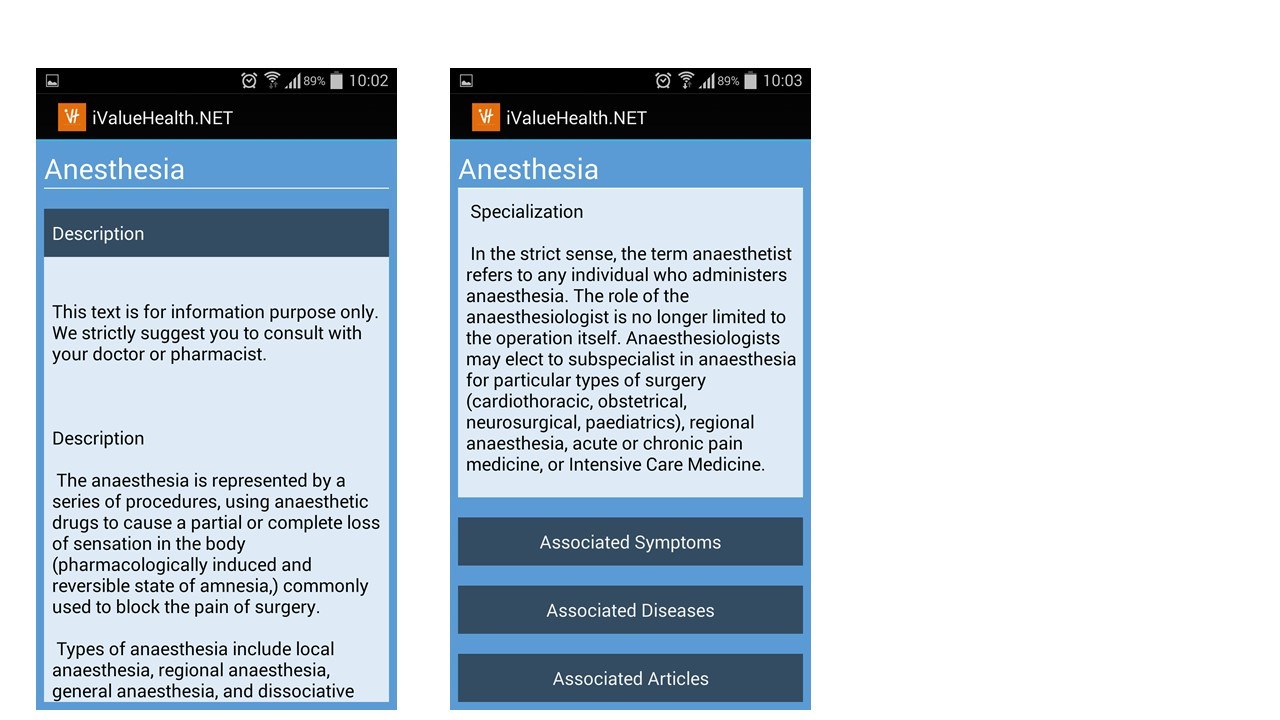 89% 10:02
iValueHealth.NET
Anesthesia
Description
This text is for information purpose only.
We strictly suggest you to consult with
your doctor or pharmacist.
Description
The anaesthesia is represented by a
series of procedures, using anaesthetic
drugs to cause a partial or complete loss
of sensation in the body
(pharmacologically induced and
reversible state of amnesia,) commonly
used to block the pain of surgery.
Types of anaesthesia include local
anaesthesia, regional anaesthesia,
general anaesthesia, and dissociative
89% 10:03
iValueHealth.NET
Anesthesia
Specialization
In the strict sense, the term anaesthetist
refers to any individual who administers
anaesthesia. The role of the
anaesthesiologist is no longer limited to
the operation itself. Anaesthesiologists
may elect to subspecialist in anaesthesia
for particular types of surgery
(cardiothoracic, obstetrical,
neurosurgical, paediatrics), regional
anaesthesia, acute or chronic pain
medicine, or Intensive Care Medicine.
Associated Symptoms
Associated Diseases
Associated Articles